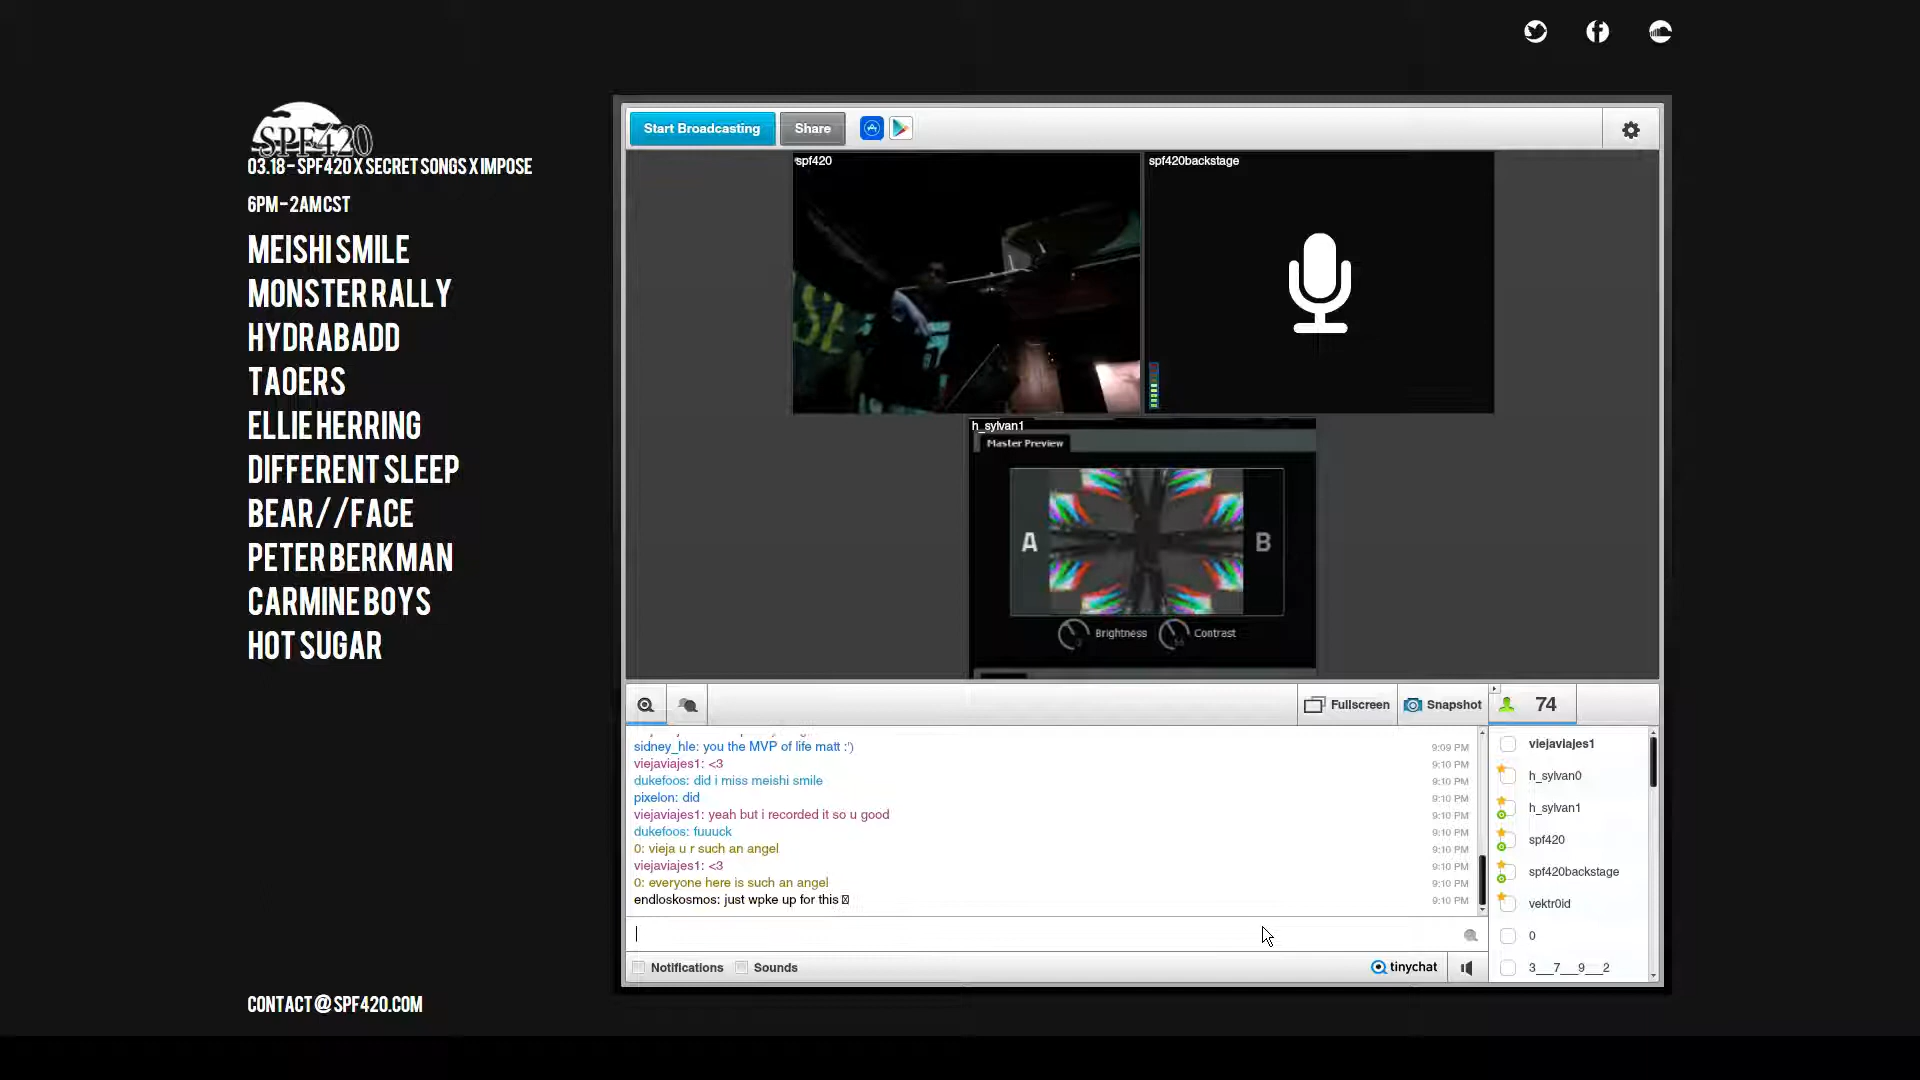 SPF420
03.18 - SPF420 X SECRET SONGS X IMPOSE
6PM - 2AM CST
MEISHI SMILE
MONSTER RALLY
HYDRABADD
TAOERS
ELLIE HERRING
DIFFERENT SLEEP
BEAR//FACE
PETER BERKMAN
CARMINE BOYS
HOT SUGAR
CONTACT@SPF420.COM
Start Broadcasting
Share
spf420
spf420backstage
h_sylvan1
Master Preview
A
B
Brightness
Contrast
Fullscreen
Snapshot
74
sidney_hle: you the MVP of life matt :') 9:09 PM
viejaviajes1: <3 9:10 PM
dukefoos: did i miss meishi smile 9:10 PM
pixelon: did 9:10 PM
viejaviajes1: yeah but i recorded it so u good 9:10 PM
dukefoos: fuuuck 9:10 PM
0: vieja u r such an angel 9:10 PM
viejaviajes1: <3 9:10 PM
0: everyone here is such an angel 9:10 PM
endloskosmos: just wpke up for this 9:10 PM
Notifications
Sounds
tinychat
viejaviajes1
h_sylvan0
h_sylvan1
spf420
spf420backstage
vektr0id
0
3__7__9__2